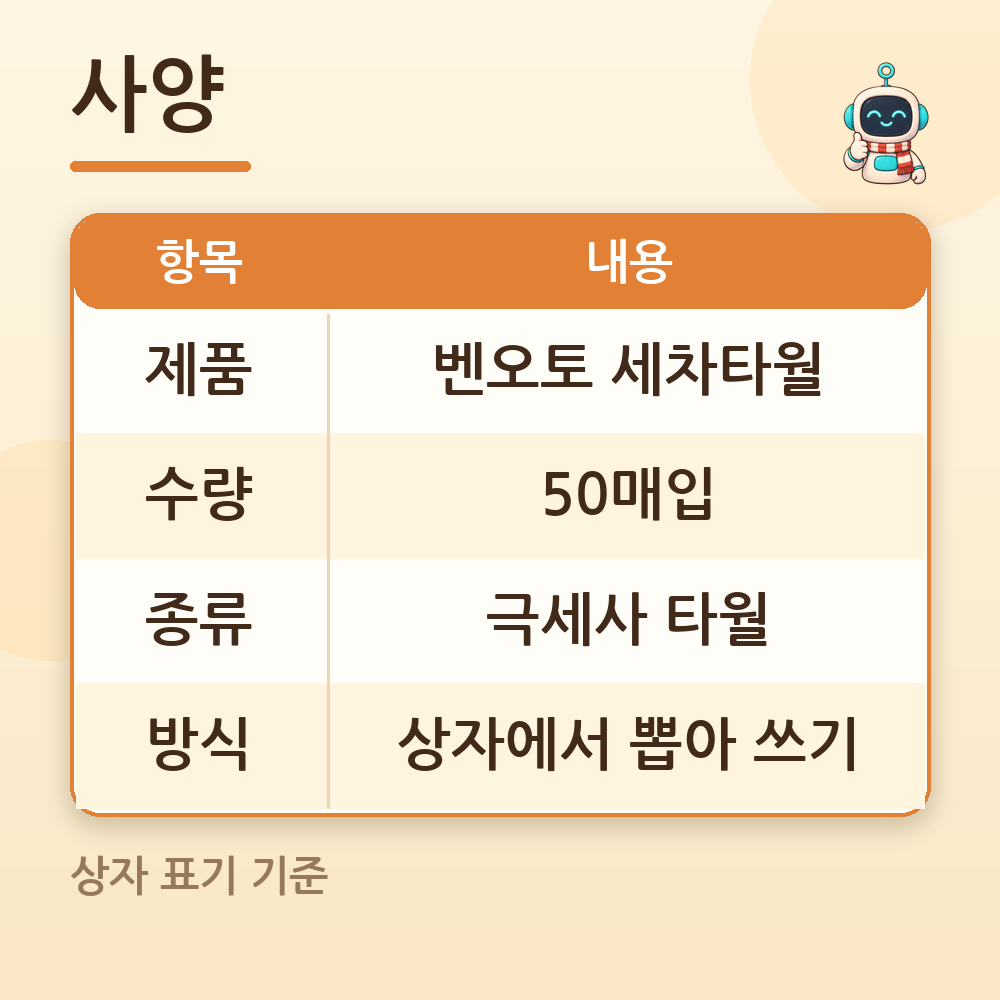 사양
항목 내용
제품 벤오토 세차타월
수량 50매입
종류 극세사 타월
방식 상자에서 뽑아 쓰기
상자 표기 기준